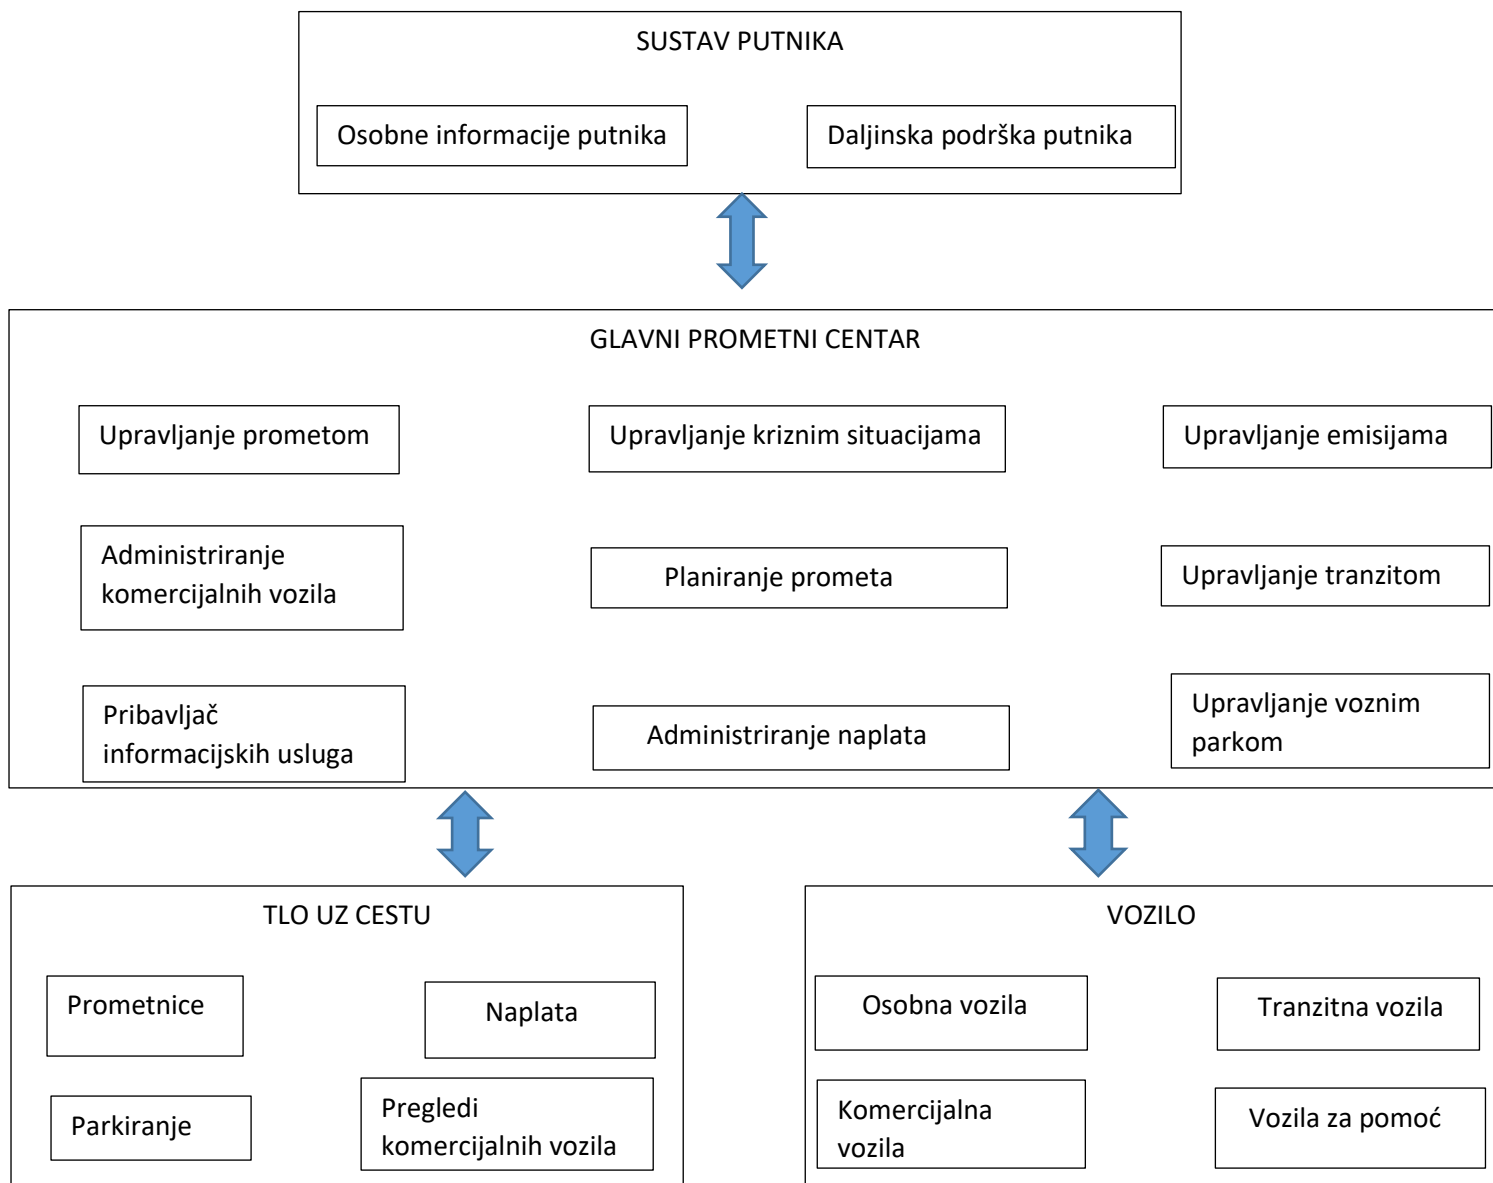 SUSTAV PUTNIKA
Osobne informacije putnika
Daljinska podrška putnika
GLAVNI PROMETNI CENTAR
Upravljanje prometom
Upravljanje kriznim situacijama
Upravljanje emisijama
Administriranje
komercijalnih vozila
Planiranje prometa
Upravljanje tranzitom
Pribavljač
informacijskih usluga
Administriranje naplata
Upravljanje voznim
parkom
TLO UZ CESTU
Prometnice
Naplata
Parkiranje
Pregledi
komercijalnih vozila
VOZILO
Osobna vozila
Tranzitna vozila
Komercijalna
vozila
Vozila za pomoć